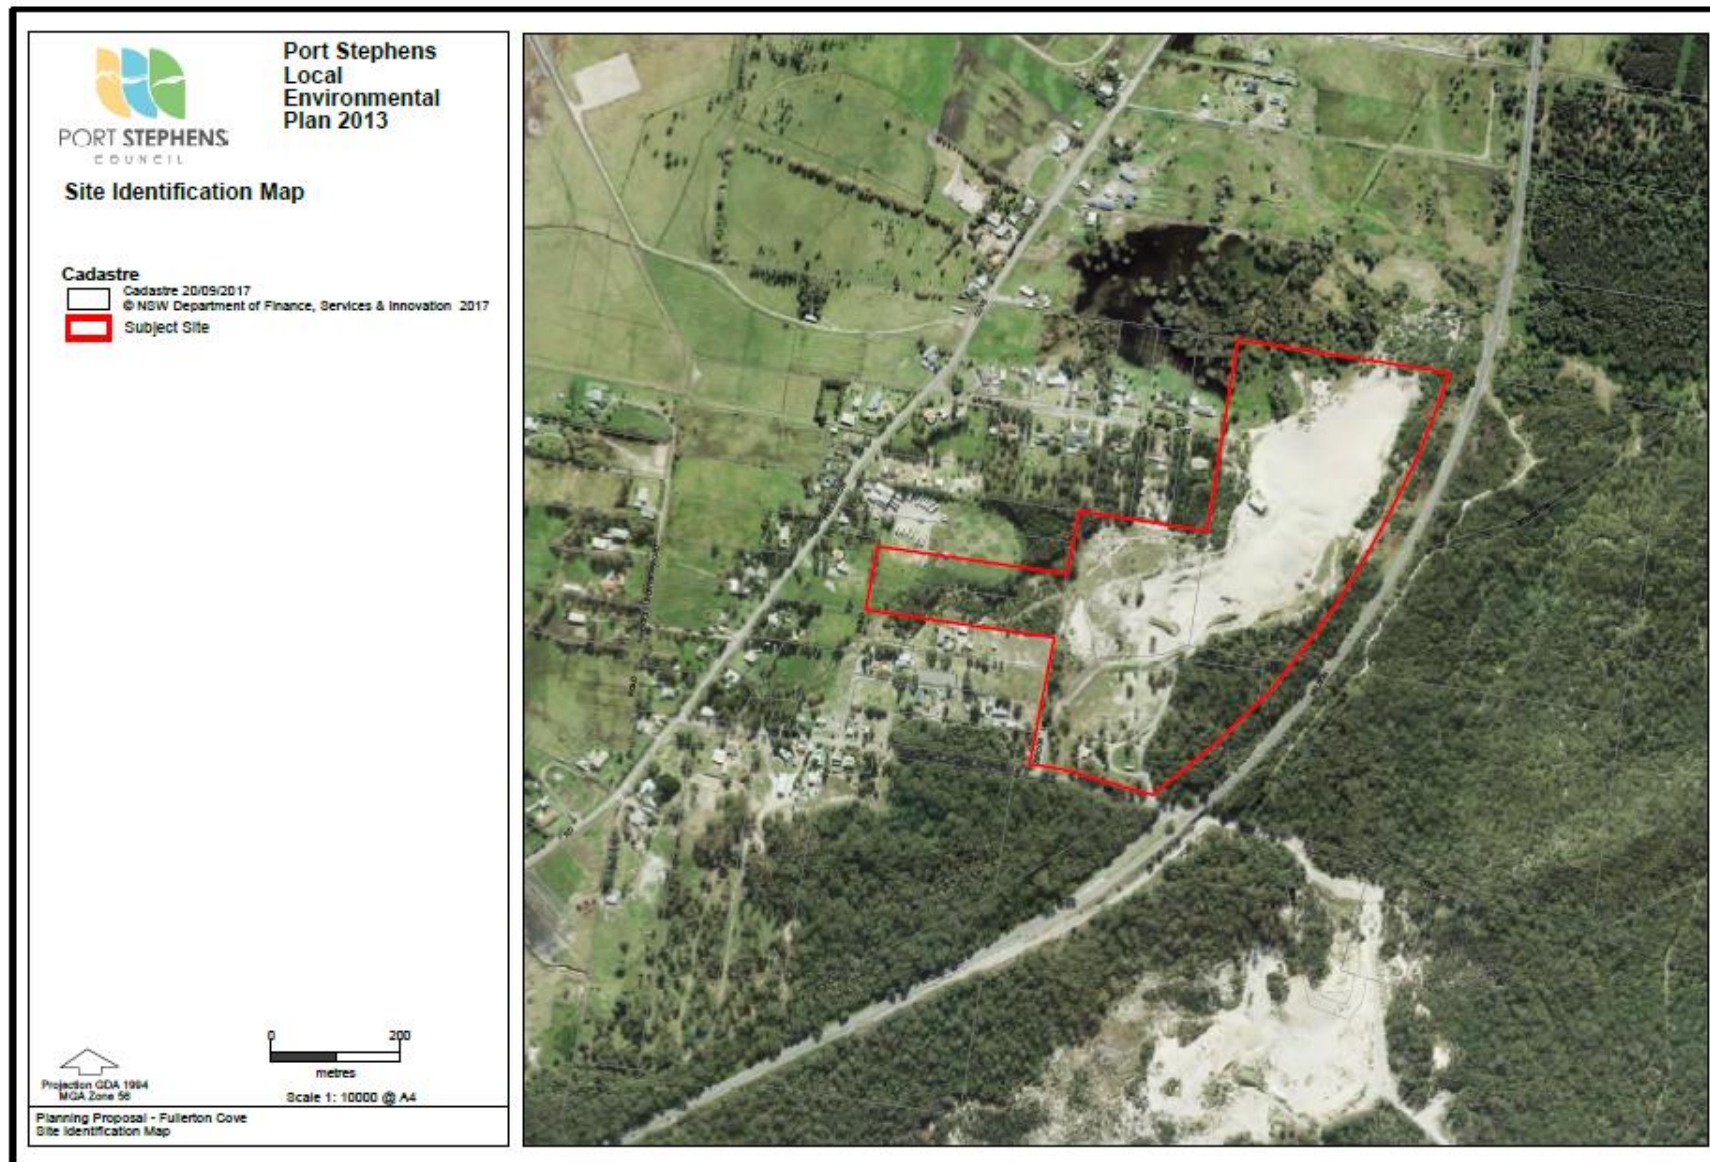 PORT STEPHENS
COUNCIL
Port Stephens
Local
Environmental
Plan 2013
Site Identification Map
Cadastre
Cadastre 20/09/2017
© NSW Department of Finance, Services & Innovation 2017
Subject Site
0 200
metres
Projection GDA 1994
MGA Zone 56
Scale 1: 10000 @ A4
Planning Proposal - Fullerton Cove
Site Identification Map